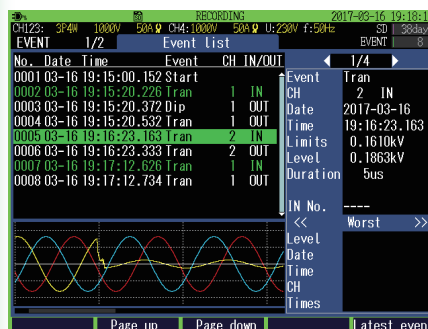 RECORDING 2017-03-16 19:18:1
CH123: 3P4W 1000V 50A CH4:1000V 50A U:230V f:50Hz SD 38day
EVENT 1/2 Event list EVENT 8
No. Date Time Event CH IN/OUT
0001 03-16 19:15:00.152 Start
0002 03-16 19:15:20.226 Tran 1 IN
0003 03-16 19:15:20.372 Dip 1 OUT
0004 03-16 19:15:20.532 Tran 1 OUT
0005 03-16 19:16:23.163 Tran 2 IN
0006 03-16 19:16:23.333 Tran 2 OUT
0007 03-16 19:17:12.626 Tran 1 IN
0008 03-16 19:17:12.734 Tran 1 OUT
1/4
Event Tran
CH 2 IN
Date 2017-03-16
Time 19:16:23.163
Limits 0.1610kV
Level 0.1863kV
Duration 5us
IN No. ----
<< Worst >>
Level
Date
Time
CH
Times
Page up Page down Latest even